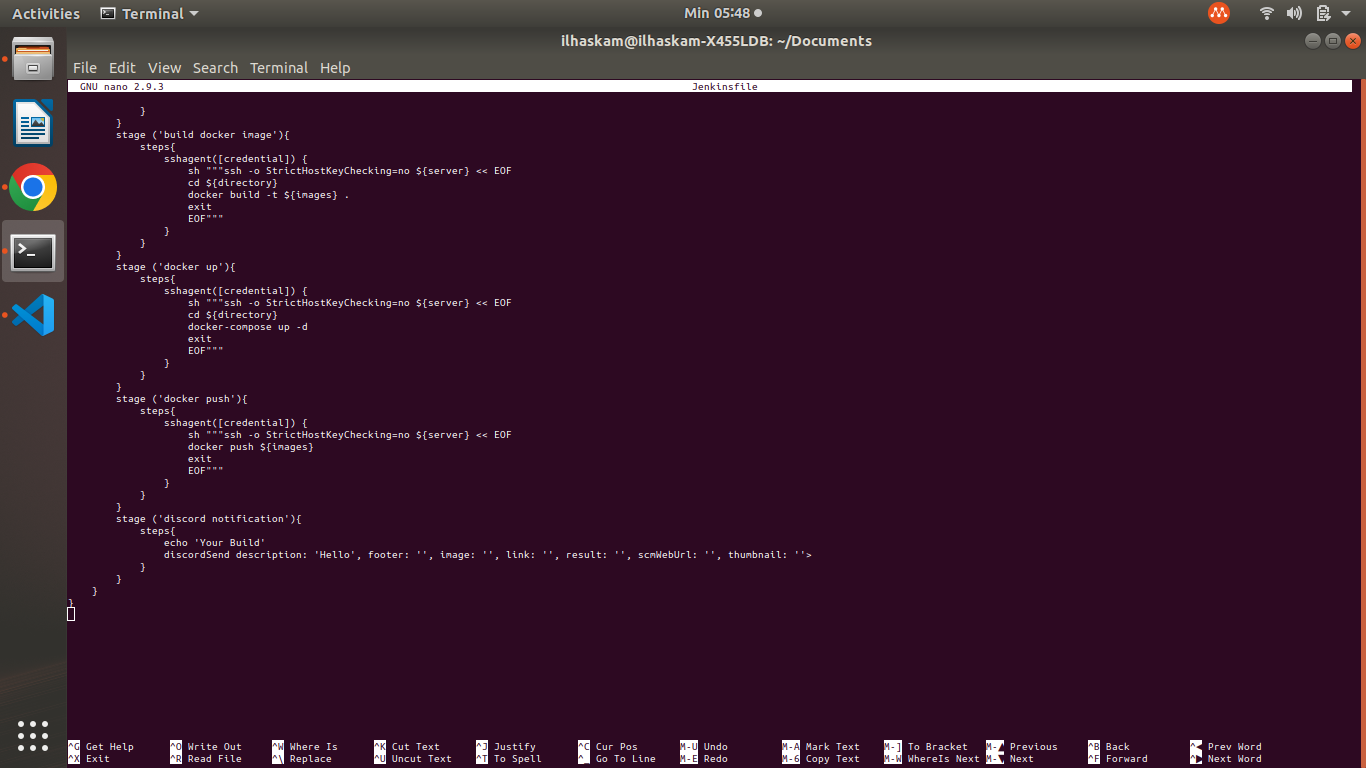 Activities Terminal Min 05:48
ilhaskam@ilhaskam-X455LDB: ~/Documents
File Edit View Search Terminal Help
GNU nano 2.9.3 Jenkinsfile
}
}
stage ('build docker image'){
steps{
sshagent([credential]) {
sh """ssh -o StrictHostKeyChecking=no ${server} << EOF
cd ${directory}
docker build -t ${images} .
exit
EOF"""
}
}
}
stage ('docker up'){
steps{
sshagent([credential]) {
sh """ssh -o StrictHostKeyChecking=no ${server} << EOF
cd ${directory}
docker-compose up -d
exit
EOF"""
}
}
}
stage ('docker push'){
steps{
sshagent([credential]) {
sh """ssh -o StrictHostKeyChecking=no ${server} << EOF
docker push ${images}
exit
EOF"""
}
}
}
stage ('discord notification'){
steps{
echo 'Your Build'
discordSend description: 'Hello', footer: '', image: '', link: '', result: '', scmWebUrl: '', thumbnail: ''>
}
}
}
}
^G Get Help ^O Write Out ^W Where Is ^K Cut Text ^J Justify ^C Cur Pos M-U Undo M-A Mark Text M-] To Bracket M-▲ Previous ^B Back ^◀ Prev Word
^X Exit ^R Read File ^\ Replace ^U Uncut Text ^T To Spell ^_ Go To Line M-E Redo M-6 Copy Text M-W WhereIs Next M-▼ Next ^F Forward ^▶ Next Word